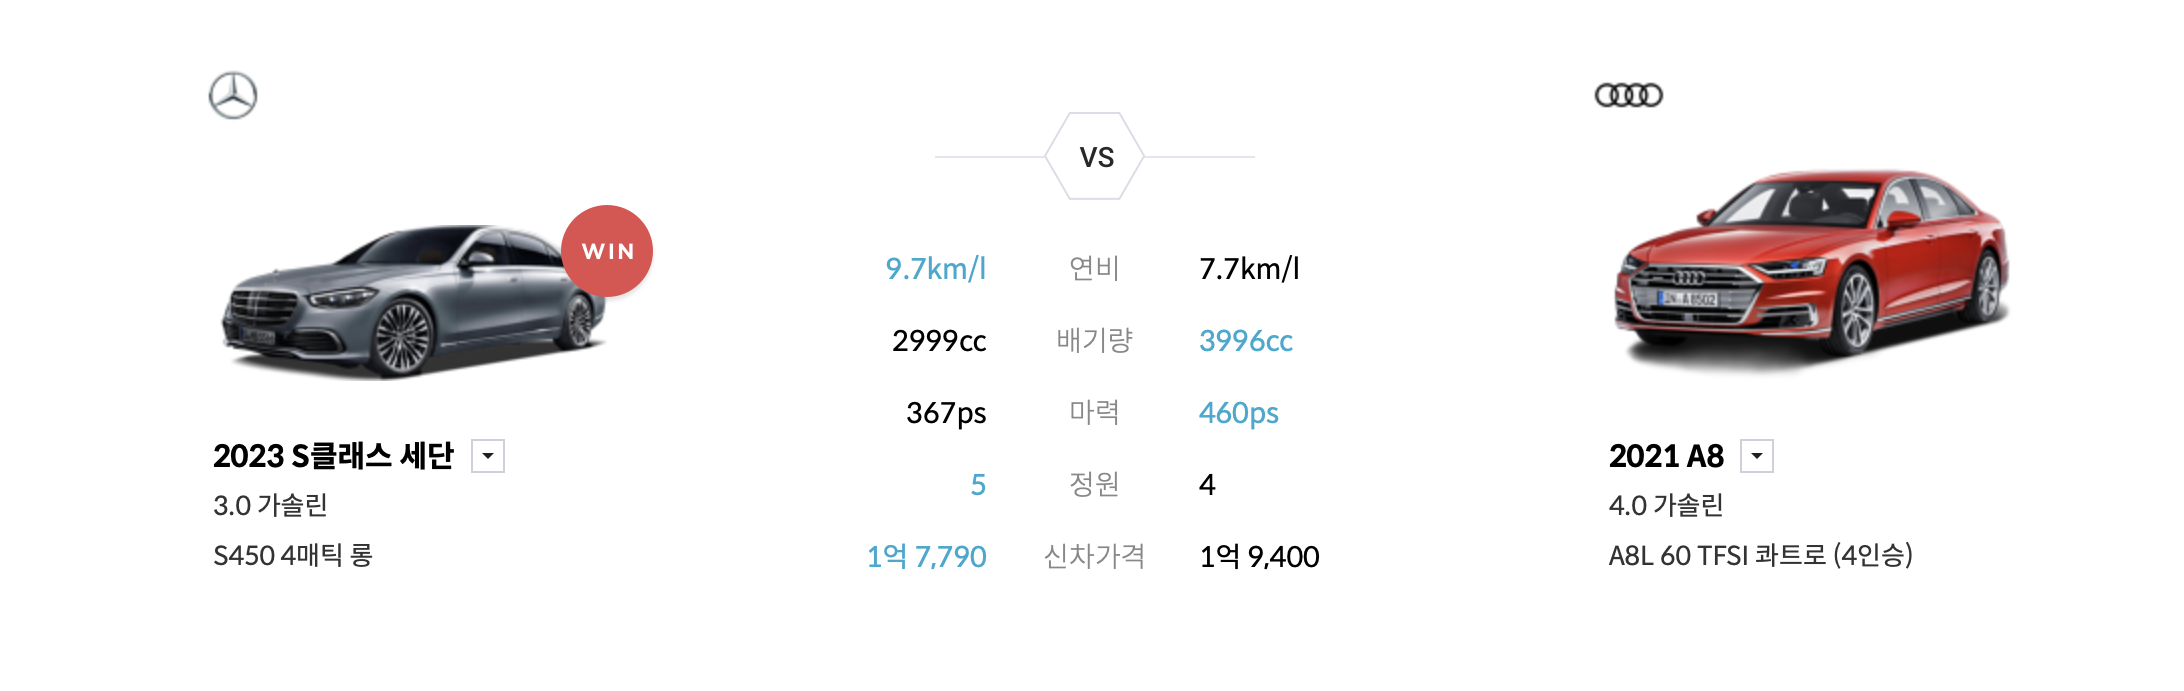 VS
WIN
9.7km/l 연비 7.7km/l
2999cc 배기량 3996cc
367ps 마력 460ps
5 정원 4
1억 7,790 신차가격 1억 9,400
2023 S클래스 세단
3.0 가솔린
S450 4매틱 롱
2021 A8
4.0 가솔린
A8L 60 TFSI 콰트로 (4인승)